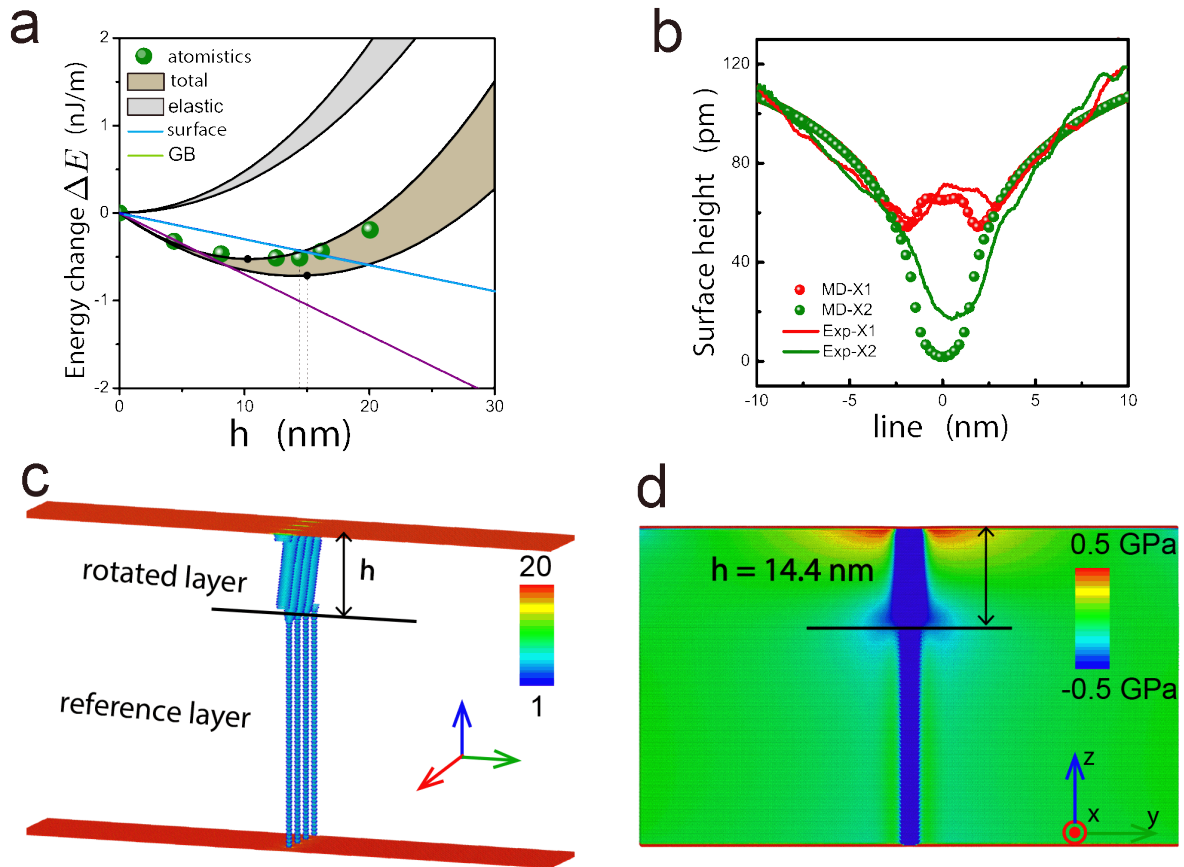 a
2
1
0
-1
-2
Energy change ΔE (nJ/m)
atomistics
total
elastic
surface
GB
0
10
20
30
h (nm)
b
120
80
40
0
Surface height (pm)
MD-X1
MD-X2
Exp-X1
Exp-X2
-10
-5
0
5
10
line (nm)
c
rotated layer
h
20
1
reference layer
d
h = 14.4 nm
0.5 GPa
-0.5 GPa
z
x
y